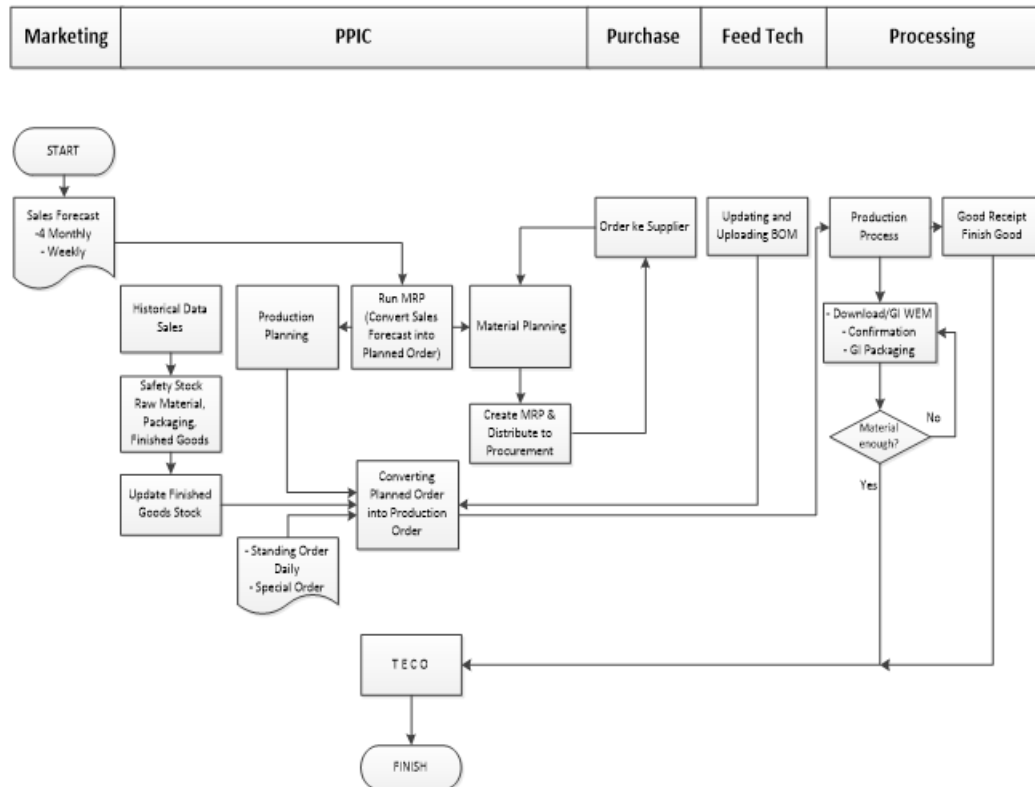 Marketing
PPIC
Purchase
Feed Tech
Processing
START
Sales Forecast
-4 Monthly
- Weekly
Historical Data
Sales
Safety Stock
Raw Material,
Packaging,
Finished Goods
Update Finished
Goods Stock
Production
Planning
Run MRP
(Convert Sales
Forecast into
Planned Order)
Material Planning
Create MRP &
Distribute to
Procurement
Converting
Planned Order
into Production
Order
- Standing Order
Daily
- Special Order
Order ke Supplier
Updating and
Uploading BOM
Production
Process
Good Receipt
Finish Good
- Download/GI WEM
- Confirmation
- GI Packaging
Material
enough?
No
Yes
T E C O
FINISH